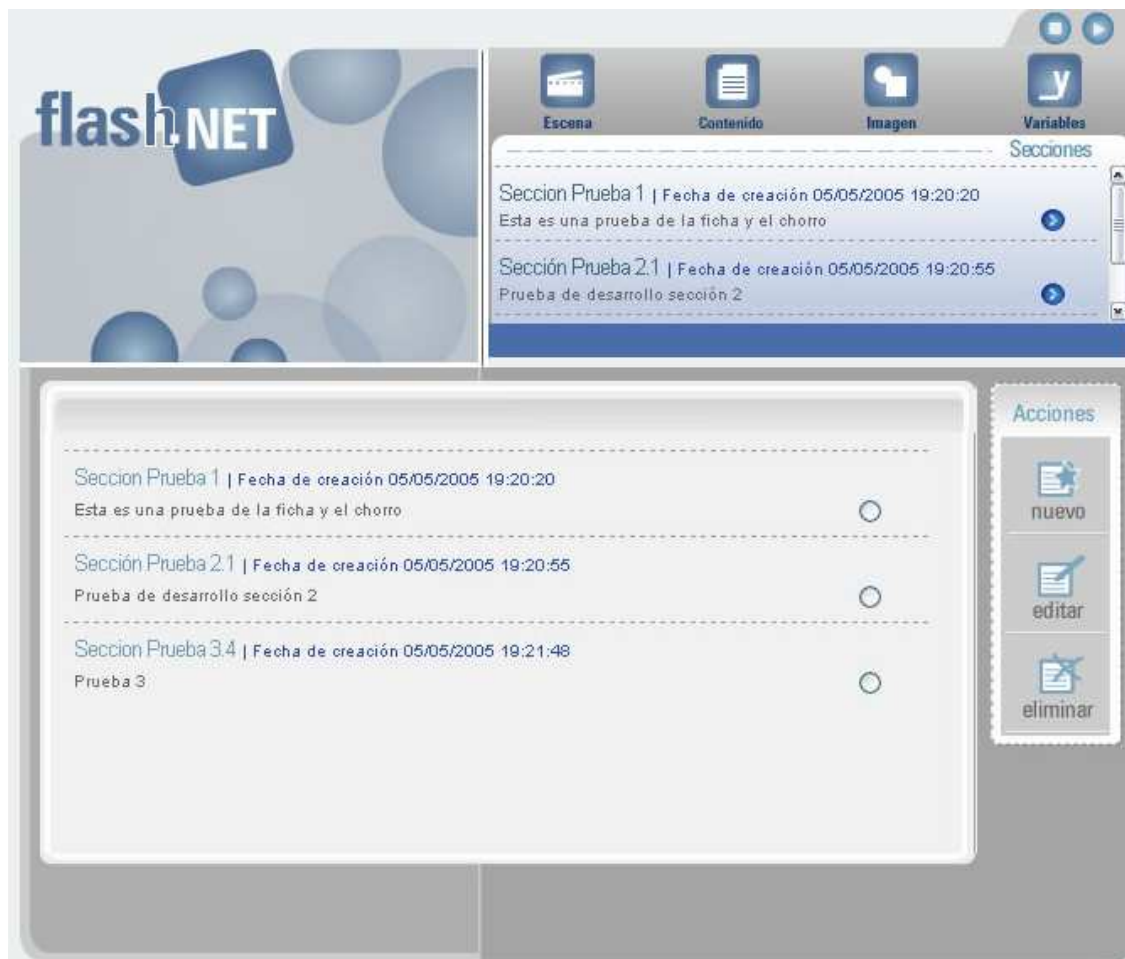 flash.NET
Escena Contenido Imagen _y Variables
Secciones
Seccion Prueba 1 | Fecha de creación 05/05/2005 19:20:20
Esta es una prueba de la ficha y el chorro
Sección Prueba 2.1 | Fecha de creación 05/05/2005 19:20:55
Prueba de desarrollo sección 2
Seccion Prueba 1 | Fecha de creación 05/05/2005 19:20:20
Esta es una prueba de la ficha y el chorro
Sección Prueba 2.1 | Fecha de creación 05/05/2005 19:20:55
Prueba de desarrollo sección 2
Seccion Prueba 3.4 | Fecha de creación 05/05/2005 19:21:48
Prueba 3
Acciones
nuevo
editar
eliminar